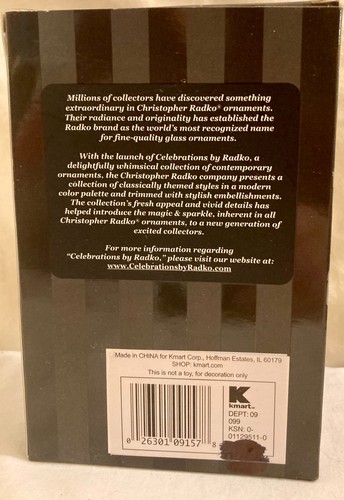 Millions of collectors have discovered something
extraordinary in Christopher Radko® ornaments.
Their radiance and originality has established the
Radko brand as the world's most recognized name
for fine-quality glass ornaments.
With the launch of Celebrations by Radko, a
delightfully whimsical collection of contemporary
ornaments, the Christopher Radko company presents a
collection of classically themed styles in a modern
color palette and trimmed with stylish embellishments.
The collection's fresh appeal and vivid details has
helped introduce the magic & sparkle, inherent in all
Christopher Radko® ornaments, to a new generation of
excited collectors.
For more information regarding
"Celebrations by Radko," please visit our website at:
www.CelebrationsbyRadko.com
Made in CHINA for Kmart Corp., Hoffman Estates, IL 60179
SHOP: kmart.com
This is not a toy, for decoration only
K
kmart™
DEPT: 09
099
KSN: 0-
01129511-0
0 26301 09157 8